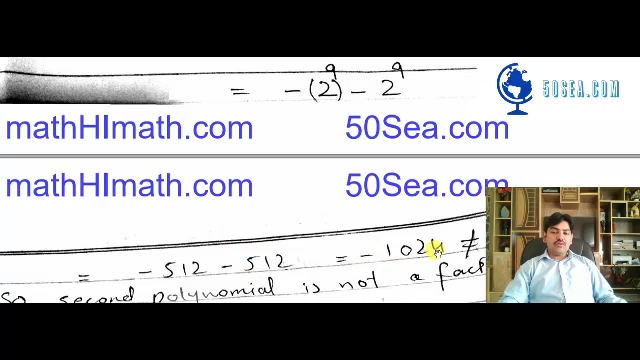 = -(2)⁹ - 2⁹
50SEA.COM
mathHImath.com 50Sea.com
mathHImath.com 50Sea.com
= -512 - 512 = -1024 ≠
So second polynomial is not a fact